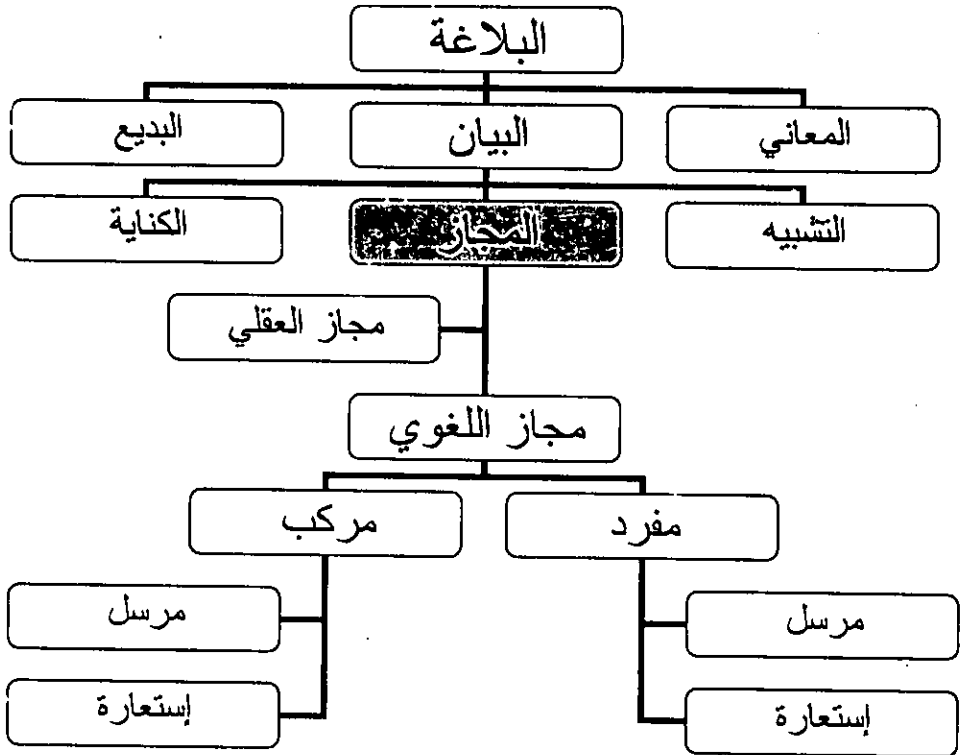 البلاغة
المعاني
البيان
البديع
التشبيه
المجاز
الكناية
مجاز العقلي
مجاز اللغوي
مفرد
مركب
مرسل
مرسل
إستعارة
إستعارة